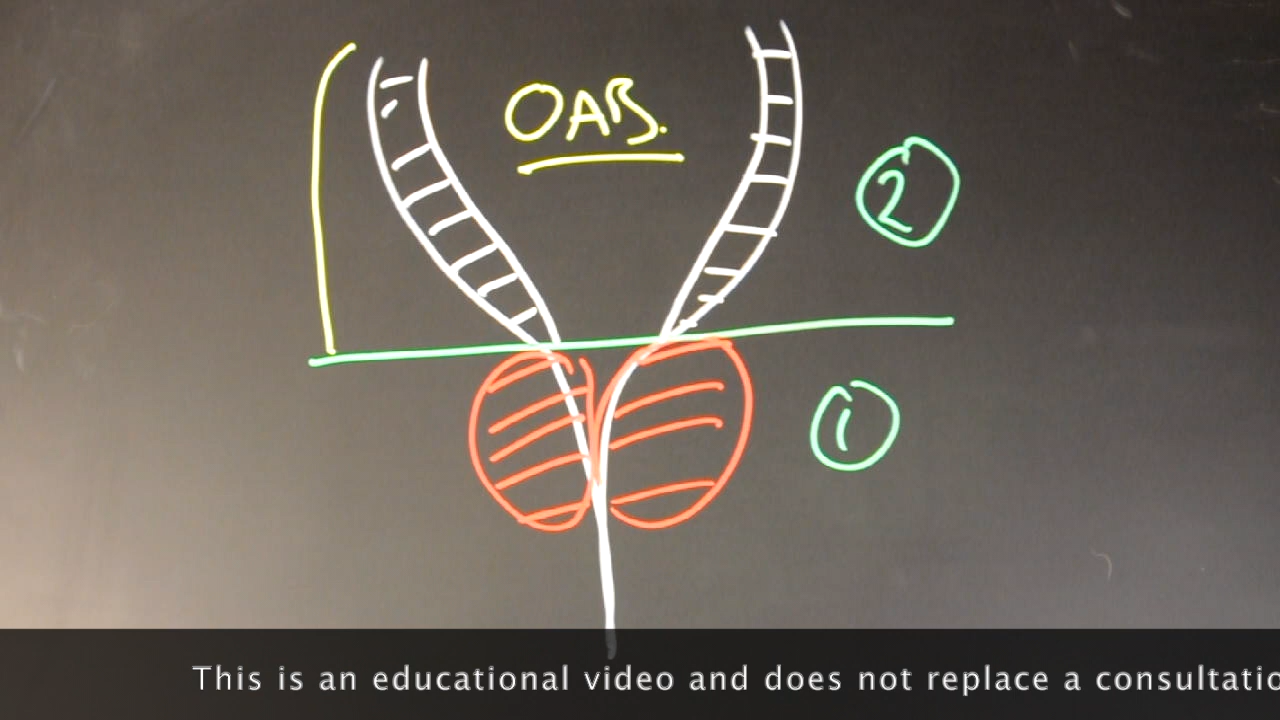 OAB.
2
1
This is an educational video and does not replace a consultatio